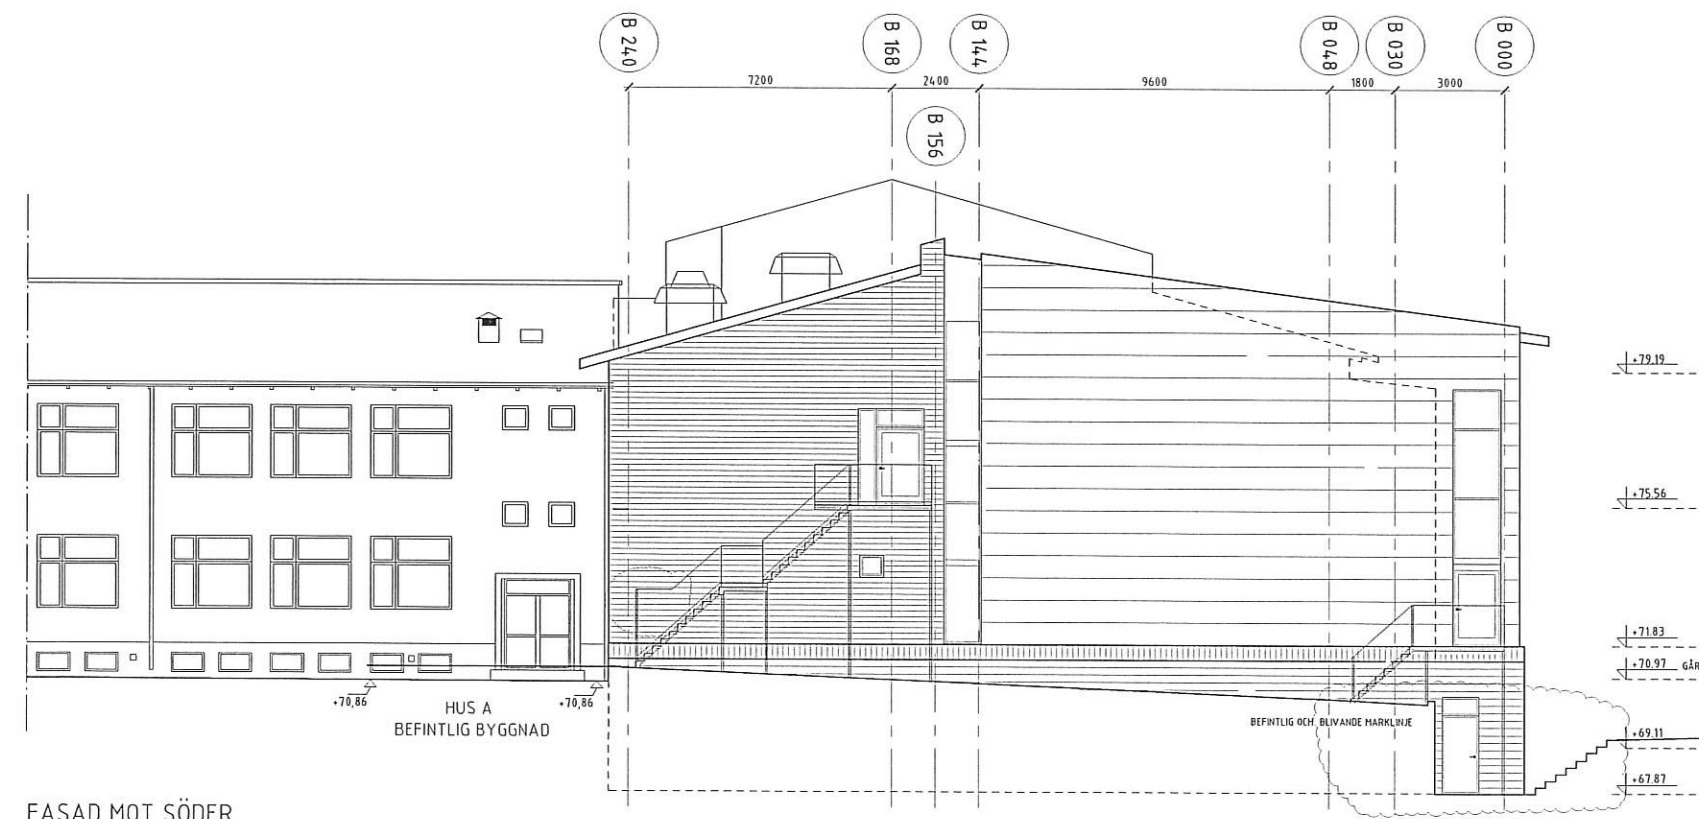 B 240
B 168
B 144
B 048
B 030
B 000
7200
2400
9600
1800
3000
B 156
+79.19
+75.56
+71.83
+70.97 GÅR
+70,86
+70,86
HUS A
BEFINTLIG BYGGNAD
BEFINTLIG OCH BLIVANDE MARKLINJE
+69.11
+67.87
FASAD MOT SÖDER